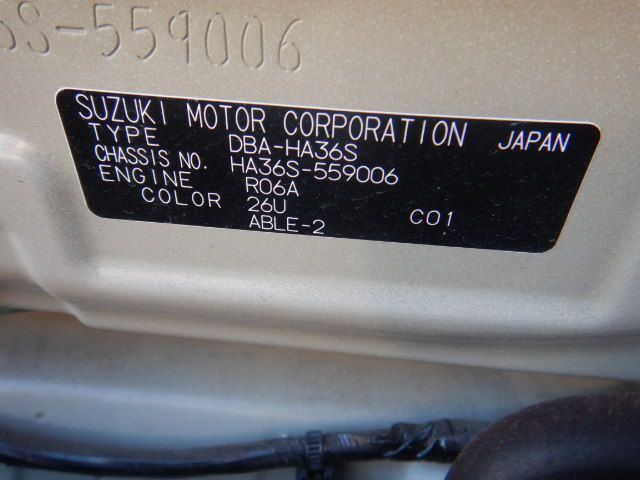 6S-559006
SUZUKI MOTOR CORPORATION JAPAN
TYPE DBA-HA36S
CHASSIS NO. HA36S-559006
ENGINE R06A
COLOR 26U C01
ABLE-2